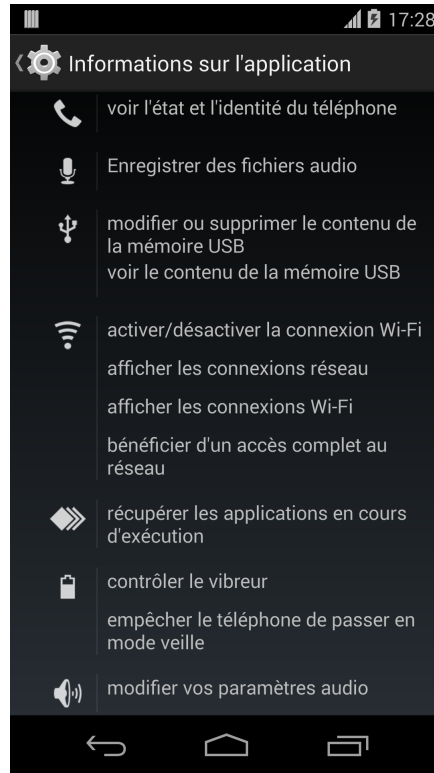 17:28
Informations sur l'application
voir l'état et l'identité du téléphone
Enregistrer des fichiers audio
modifier ou supprimer le contenu de
la mémoire USB
voir le contenu de la mémoire USB
activer/désactiver la connexion Wi-Fi
afficher les connexions réseau
afficher les connexions Wi-Fi
bénéficier d'un accès complet au
réseau
récupérer les applications en cours
d'exécution
contrôler le vibreur
empêcher le téléphone de passer en
mode veille
modifier vos paramètres audio